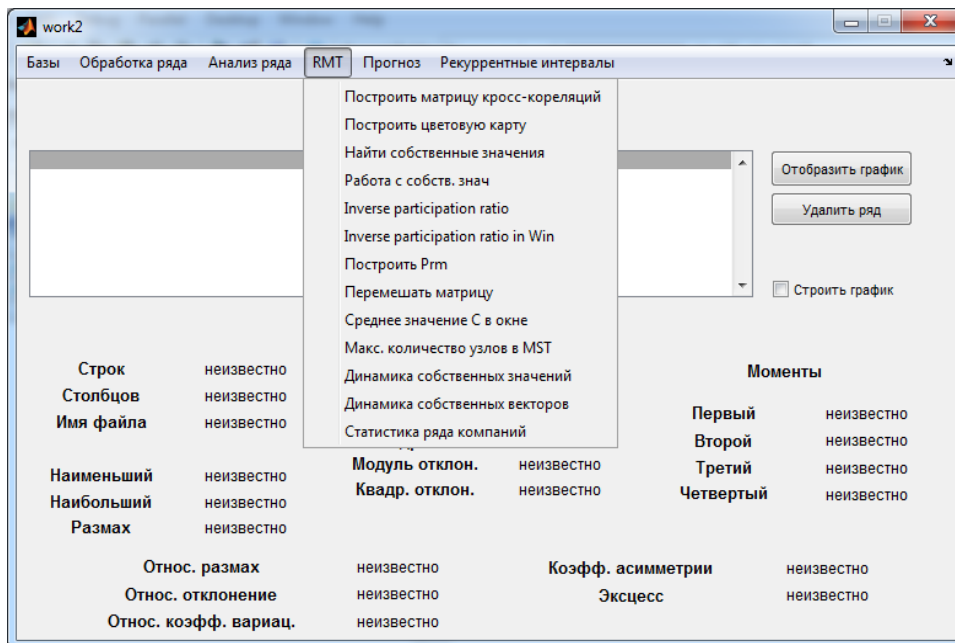 work2
Базы Обработка ряда Анализ ряда RMT Прогноз Рекуррентные интервалы
Построить матрицу кросс-кореляций
Построить цветовую карту
Найти собственные значения
Работа с собств. знач
Inverse participation ratio
Inverse participation ratio in Win
Построить Prm
Перемешать матрицу
Среднее значение С в окне
Макс. количество узлов в MST
Динамика собственных значений
Динамика собственных векторов
Статистика ряда компаний
Отобразить график
Удалить ряд
Строить график
Строк неизвестно
Столбцов неизвестно
Имя файла неизвестно
Наименьший неизвестно
Наибольший неизвестно
Размах неизвестно
Модуль отклон. неизвестно
Квадр. отклон. неизвестно
Моменты
Первый неизвестно
Второй неизвестно
Третий неизвестно
Четвертый неизвестно
Относ. размах неизвестно
Относ. отклонение неизвестно
Относ. коэфф. вариац. неизвестно
Коэфф. асимметрии неизвестно
Эксцесс неизвестно